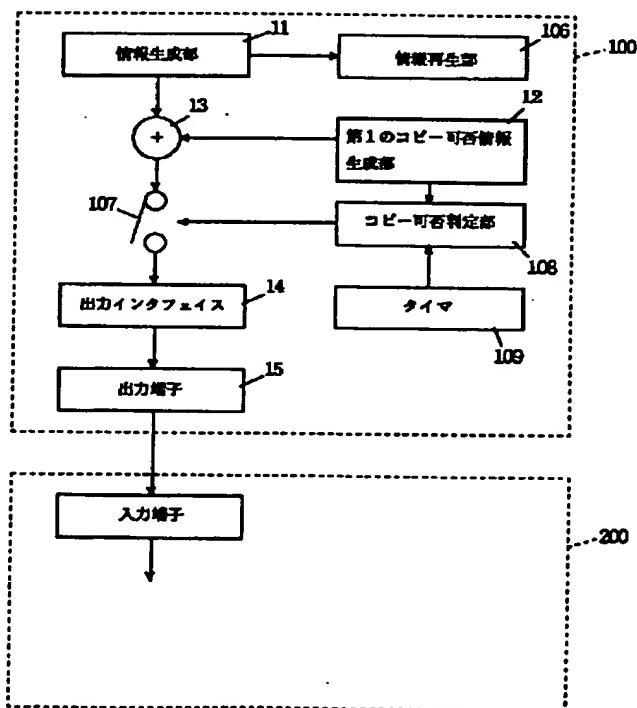 11
情報生成部
106
情報再生部
100
13
+
12
第1のコピー可否情報
生成部
107
コピー可否判定部
108
14
出力インタフェイス
タイマ
109
15
出力端子
入力端子
200